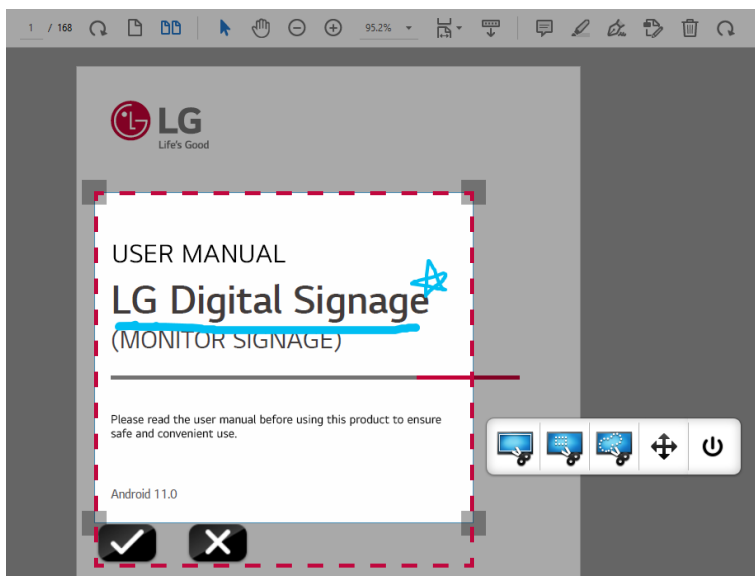 1 / 168 95.2%
LG
Life's Good
USER MANUAL
LG Digital Signage
(MONITOR SIGNAGE)
Please read the user manual before using this product to ensure
safe and convenient use.
Android 11.0